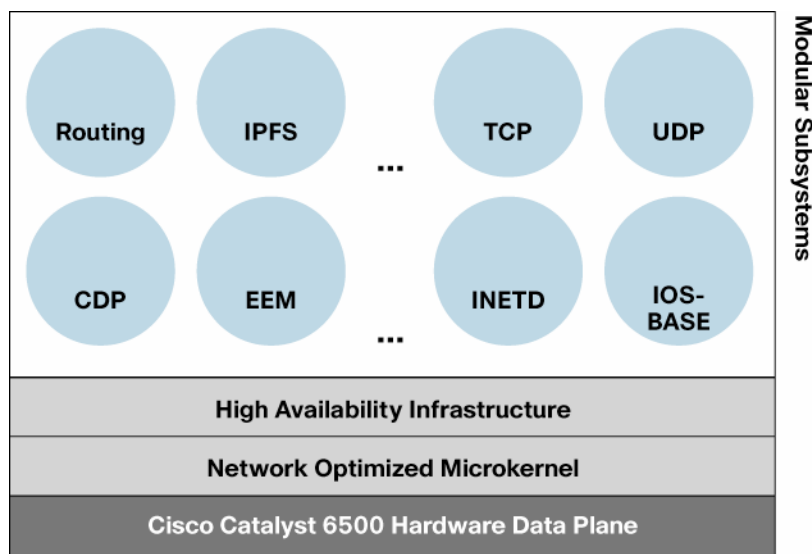 Routing
IPFS
...
TCP
UDP
CDP
EEM
...
INETD
IOS-
BASE
High Availability Infrastructure
Network Optimized Microkernel
Cisco Catalyst 6500 Hardware Data Plane
Modular Subsystems